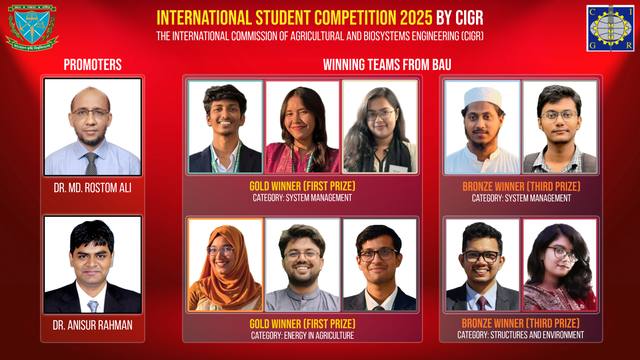 INTERNATIONAL STUDENT COMPETITION 2025 BY CIGR
THE INTERNATIONAL COMMISSION OF AGRICULTURAL AND BIOSYSTEMS ENGINEERING (CIGR)
C I
G R
PROMOTERS
WINNING TEAMS FROM BAU
DR. MD. ROSTOM ALI
GOLD WINNER (FIRST PRIZE)
CATEGORY: SYSTEM MANAGEMENT
BRONZE WINNER (THIRD PRIZE)
CATEGORY: SYSTEM MANAGEMENT
DR. ANISUR RAHMAN
GOLD WINNER (FIRST PRIZE)
CATEGORY: ENERGY IN AGRICULTURE
BRONZE WINNER (THIRD PRIZE)
CATEGORY: STRUCTURES AND ENVIRONMENT